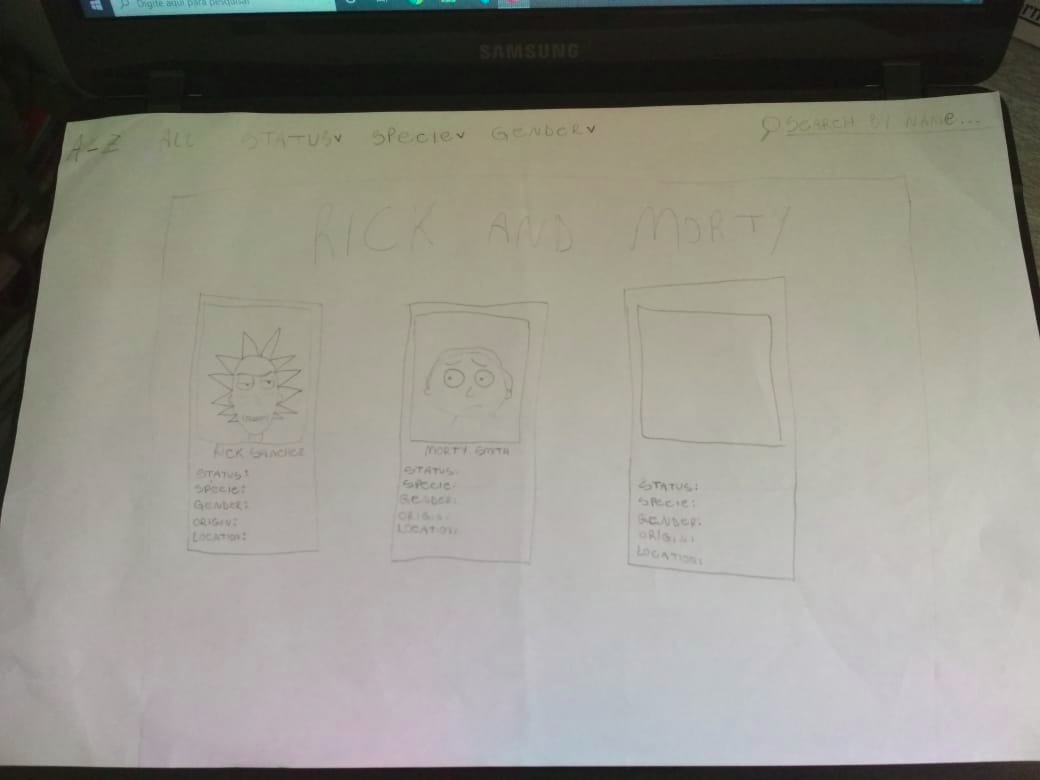 Digite aqui para pesquisar
SAMSUNG
A-Z ALL STATUS SPECIE GENDER SEARCH BY NAME...
RICK AND MORTY
RICK SANCHEZ
STATUS:
SPECIE:
GENDER:
ORIGIN:
LOCATION:
MORTY SMITH
STATUS:
SPECIE:
GENDER:
ORIGIN:
LOCATION:
STATUS:
SPECIE:
GENDER:
ORIGIN:
LOCATION: